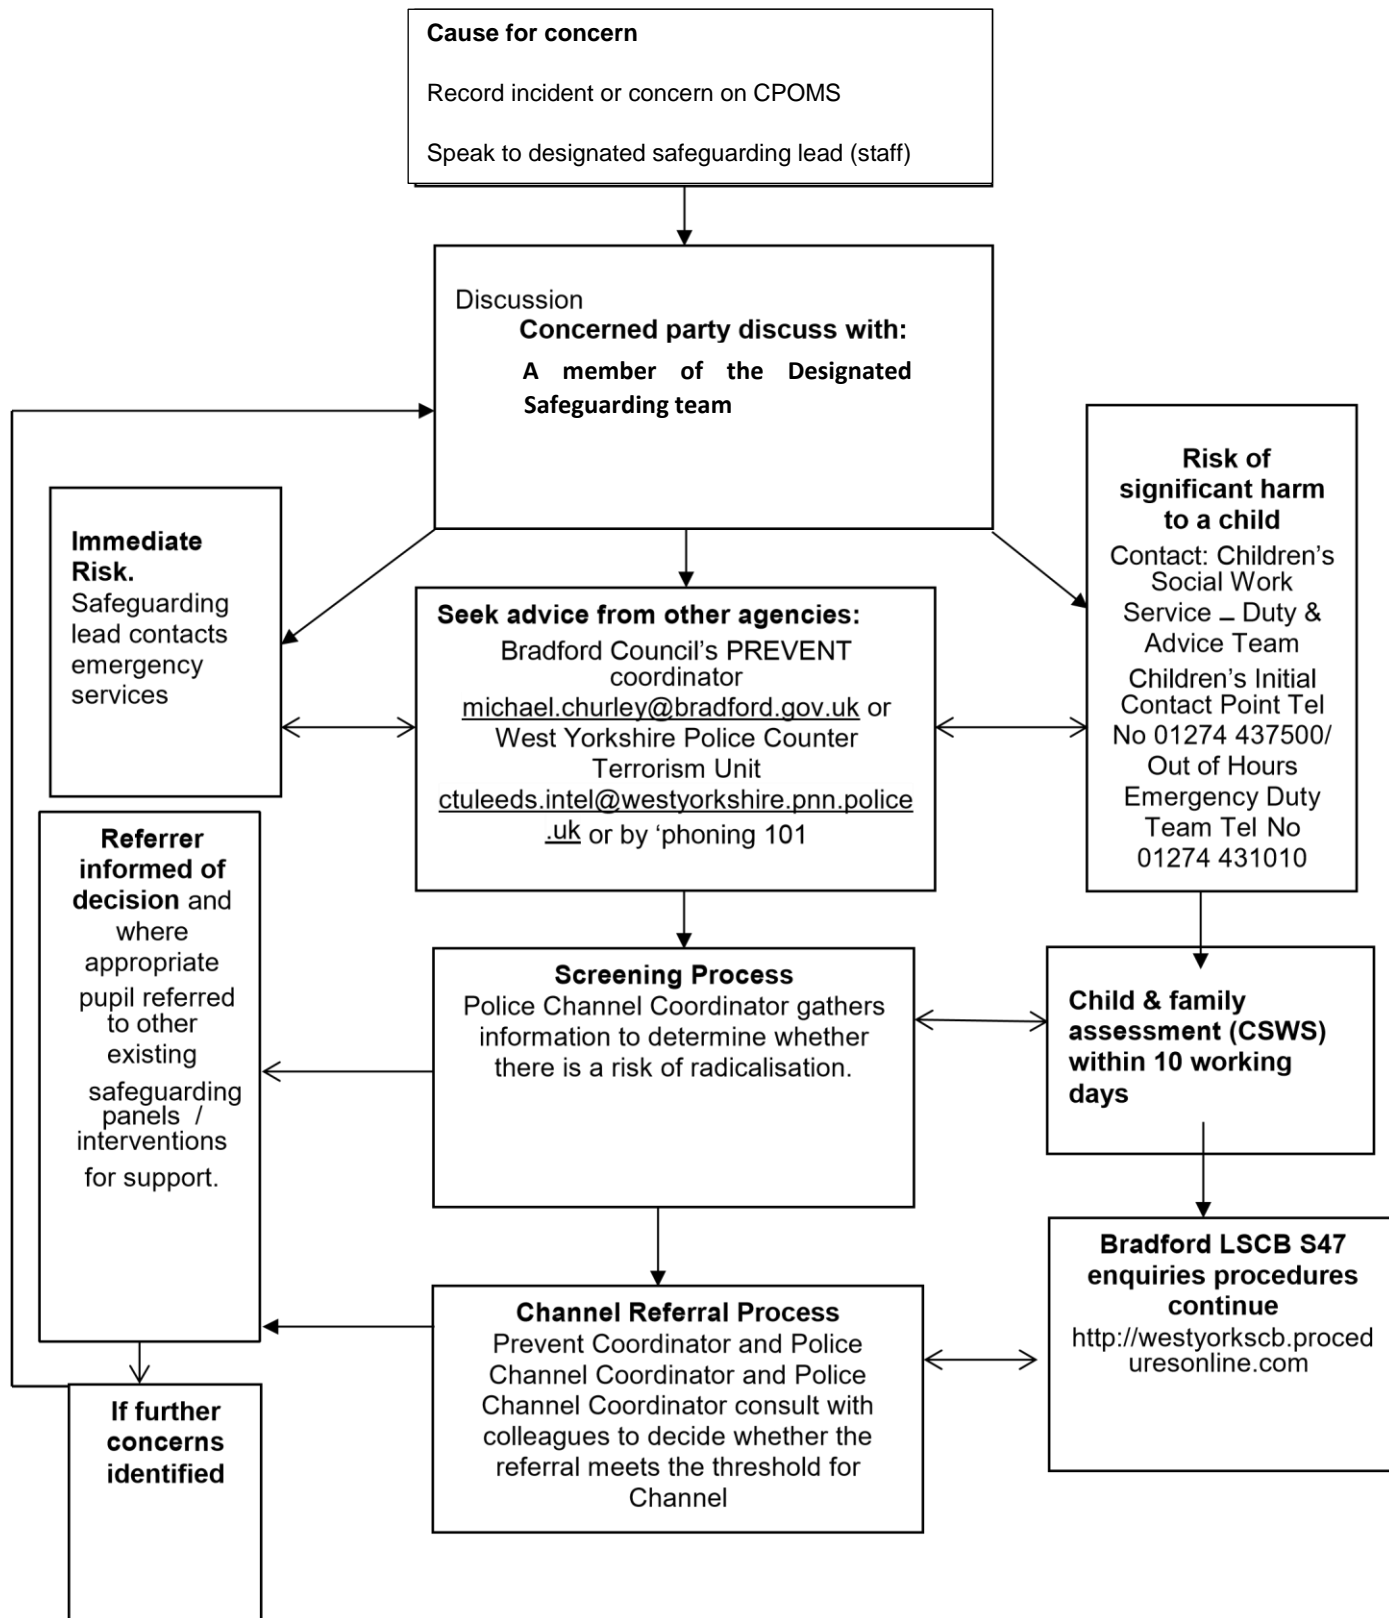 Cause for concern
Record incident or concern on CPOMS
Speak to designated safeguarding lead (staff)
Discussion
Concerned party discuss with:
A member of the Designated
Safeguarding team
Immediate
Risk.
Safeguarding
lead contacts
emergency
services
Seek advice from other agencies:
Bradford Council’s PREVENT
coordinator
michael.churley@bradford.gov.uk or
West Yorkshire Police Counter
Terrorism Unit
ctuleeds.intel@westyorkshire.pnn.police
.uk or by ‘phoning 101
Risk of
significant harm
to a child
Contact: Children’s
Social Work
Service – Duty &
Advice Team
Children’s Initial
Contact Point Tel
No 01274 437500/
Out of Hours
Emergency Duty
Team Tel No
01274 431010
Referrer
informed of
decision and
where
appropriate
pupil referred
to other
existing
safeguarding
panels /
interventions
for support.
Screening Process
Police Channel Coordinator gathers
information to determine whether
there is a risk of radicalisation.
Child & family
assessment (CSWS)
within 10 working
days
Channel Referral Process
Prevent Coordinator and Police
Channel Coordinator and Police
Channel Coordinator consult with
colleagues to decide whether the
referral meets the threshold for
Channel
Bradford LSCB S47
enquiries procedures
continue
http://westyorkscb.proced
uresonline.com
If further
concerns
identified